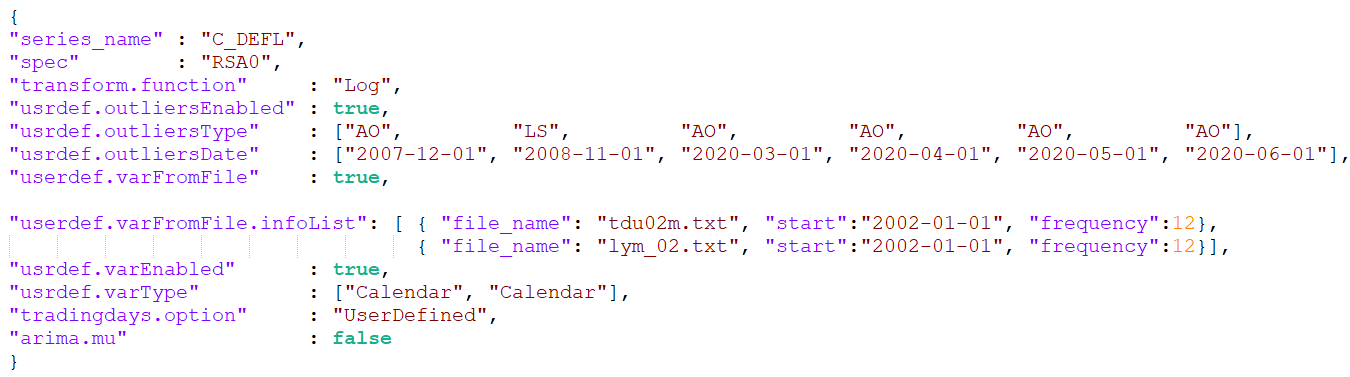 {
"series_name" : "C_DEFL",
"spec"        : "RSA0",
"transform.function"     : "Log",
"usrdef.outliersEnabled" : true,
"usrdef.outliersType"    : ["AO",         "LS",         "AO",         "AO",         "AO",         "AO"],
"usrdef.outliersDate"    : ["2007-12-01", "2008-11-01", "2020-03-01", "2020-04-01", "2020-05-01", "2020-06-01"],
"userdef.varFromFile"    : true,
"userdef.varFromFile.infoList": [ { "file_name": "tdu02m.txt", "start":"2002-01-01", "frequency":12},
                                  { "file_name": "lym_02.txt", "start":"2002-01-01", "frequency":12}],
"usrdef.varEnabled"      : true,
"usrdef.varType"         : ["Calendar", "Calendar"],
"tradingdays.option"     : "UserDefined",
"arima.mu"               : false
}